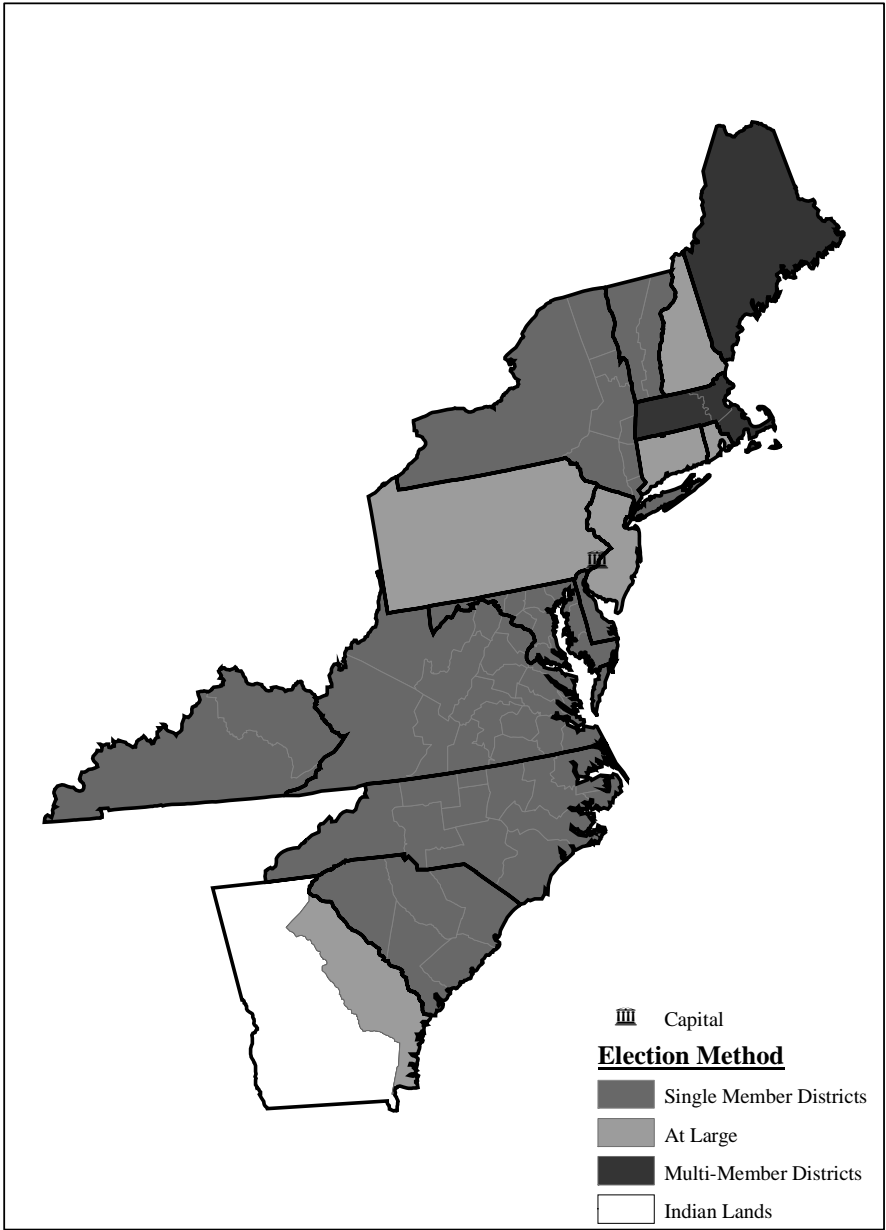 Capital
Election Method
Single Member Districts
At Large
Multi-Member Districts
Indian Lands